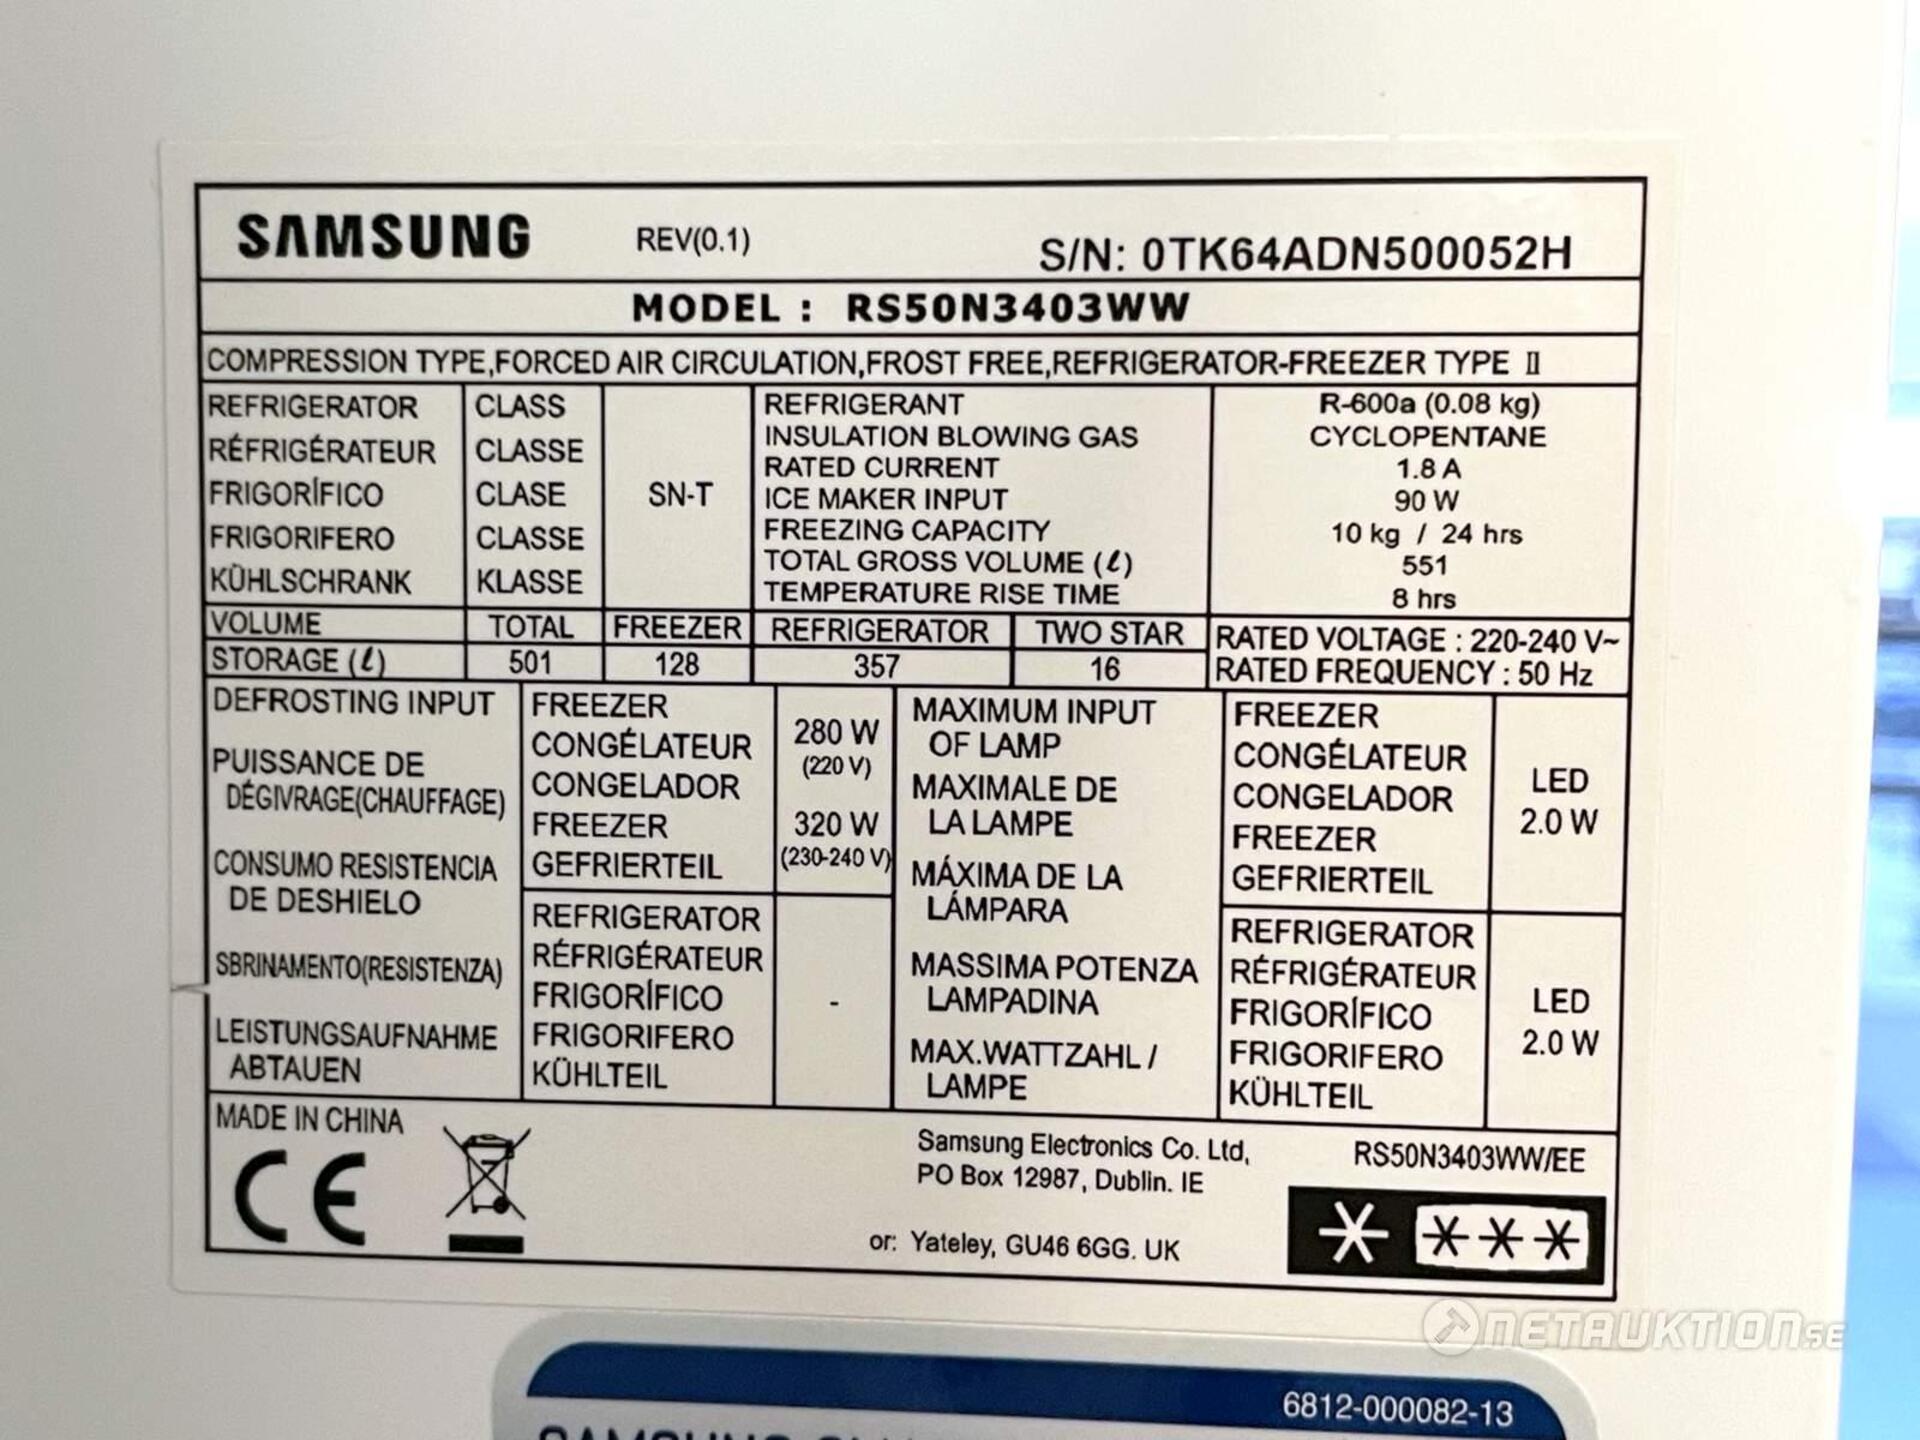 SAMSUNG REV(0.1) S/N: 0TK64ADN500052H
MODEL : RS50N3403WW
COMPRESSION TYPE,FORCED AIR CIRCULATION,FROST FREE,REFRIGERATOR-FREEZER TYPE II
REFRIGERATOR CLASS
RÉFRIGÉRATEUR CLASSE
FRIGORÍFICO CLASE
FRIGORIFERO CLASSE
KÜHLSCHRANK KLASSE
SN-T
REFRIGERANT R-600a (0.08 kg)
INSULATION BLOWING GAS CYCLOPENTANE
RATED CURRENT 1.8 A
ICE MAKER INPUT 90 W
FREEZING CAPACITY 10 kg / 24 hrs
TOTAL GROSS VOLUME (ℓ) 551
TEMPERATURE RISE TIME 8 hrs
VOLUME TOTAL FREEZER REFRIGERATOR TWO STAR
STORAGE (ℓ) 501 128 357 16
RATED VOLTAGE : 220-240 V~
RATED FREQUENCY : 50 Hz
DEFROSTING INPUT
PUISSANCE DE
DÉGIVRAGE(CHAUFFAGE)
CONSUMO RESISTENCIA
DE DESHIELO
SBRINAMENTO(RESISTENZA)
LEISTUNGSAUFNAHME
ABTAUEN
FREEZER
CONGÉLATEUR
CONGELADOR
FREEZER
GEFRIERTEIL
280 W
(220 V)
320 W
(230-240 V)
REFRIGERATOR
RÉFRIGÉRATEUR
FRIGORÍFICO
FRIGORIFERO
KÜHLTEIL
-
MAXIMUM INPUT
OF LAMP
MAXIMALE DE
LA LAMPE
MÁXIMA DE LA
LÁMPARA
MASSIMA POTENZA
LAMPADINA
MAX.WATTZAHL /
LAMPE
FREEZER
CONGÉLATEUR
CONGELADOR
FREEZER
GEFRIERTEIL
LED
2.0 W
REFRIGERATOR
RÉFRIGÉRATEUR
FRIGORÍFICO
FRIGORIFERO
KÜHLTEIL
LED
2.0 W
MADE IN CHINA
CE
Samsung Electronics Co. Ltd,
PO Box 12987, Dublin. IE
or: Yateley, GU46 6GG. UK
RS50N3403WW/EE
NETAUKTION.SE
6812-000082-13